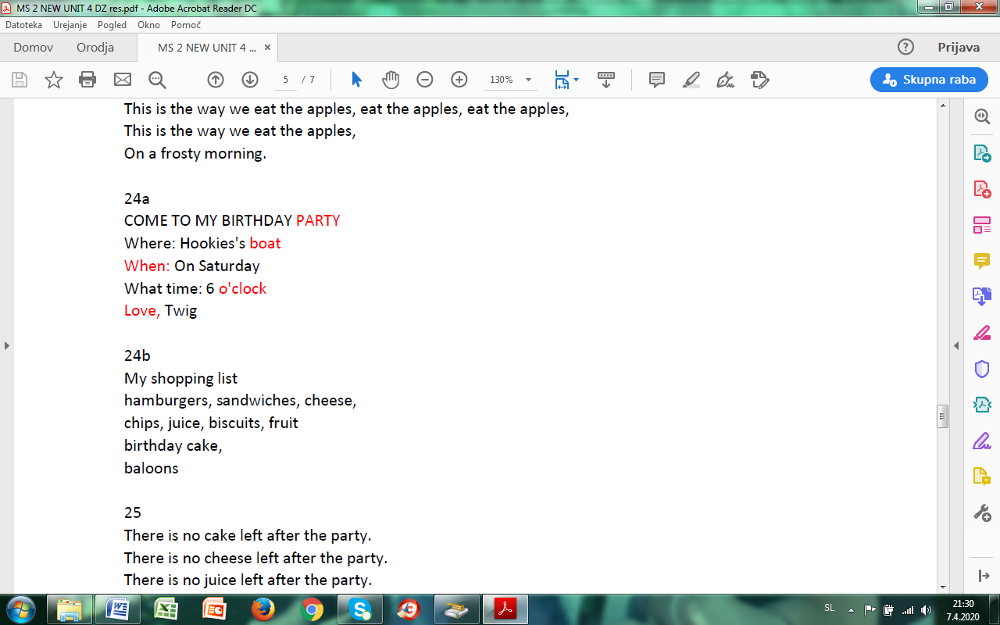 MS 2 NEW UNIT 4 DZ res.pdf - Adobe Acrobat Reader DC
Datoteka Urejanje Pogled Okno Pomoč
Domov Orodja MS 2 NEW UNIT 4 ... Prijava
5 / 7 130% Skupna raba
This is the way we eat the apples, eat the apples, eat the apples,
This is the way we eat the apples,
On a frosty morning.
24a
COME TO MY BIRTHDAY PARTY
Where: Hookies's boat
When: On Saturday
What time: 6 o'clock
Love, Twig
24b
My shopping list
hamburgers, sandwiches, cheese,
chips, juice, biscuits, fruit
birthday cake,
baloons
25
There is no cake left after the party.
There is no cheese left after the party.
There is no juice left after the party.
SL 21:30
7.4.2020